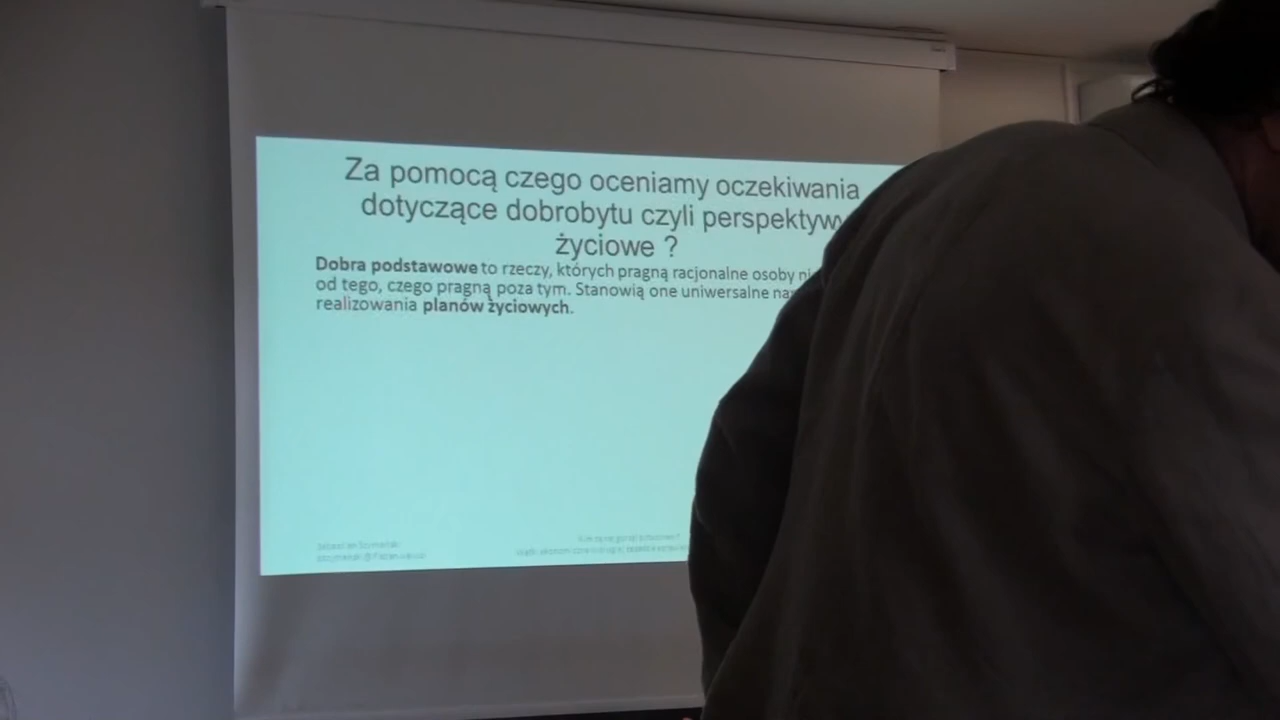 Za pomocą czego oceniamy oczekiwania
dotyczące dobrobytu czyli perspektywy
życiowe ?
Dobra podstawowe to rzeczy, których pragną racjonalne osoby
od tego, czego pragną poza tym. Stanowią one uniwersalne
realizowania planów życiowych.